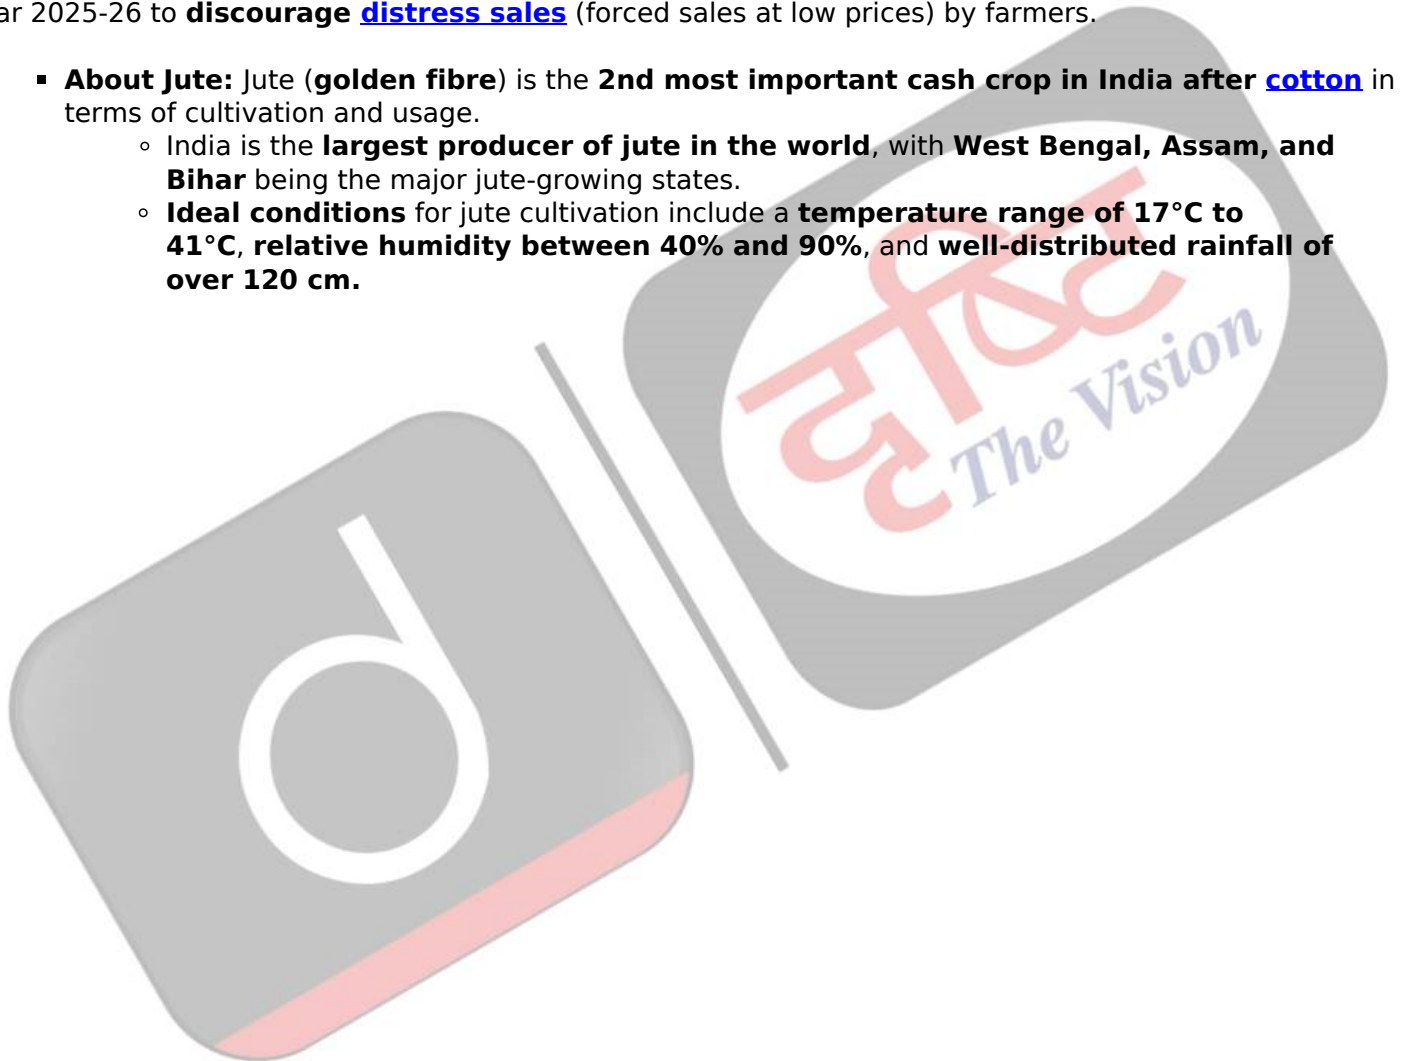 ar 2025-26 to discourage distress sales (forced sales at low prices) by farmers.
▪ About Jute: Jute (golden fibre) is the 2nd most important cash crop in India after cotton in
terms of cultivation and usage.
◦ India is the largest producer of jute in the world, with West Bengal, Assam, and
Bihar being the major jute-growing states.
◦ Ideal conditions for jute cultivation include a temperature range of 17°C to
41°C, relative humidity between 40% and 90%, and well-distributed rainfall of
over 120 cm.
दृष्टि
The Vision
d